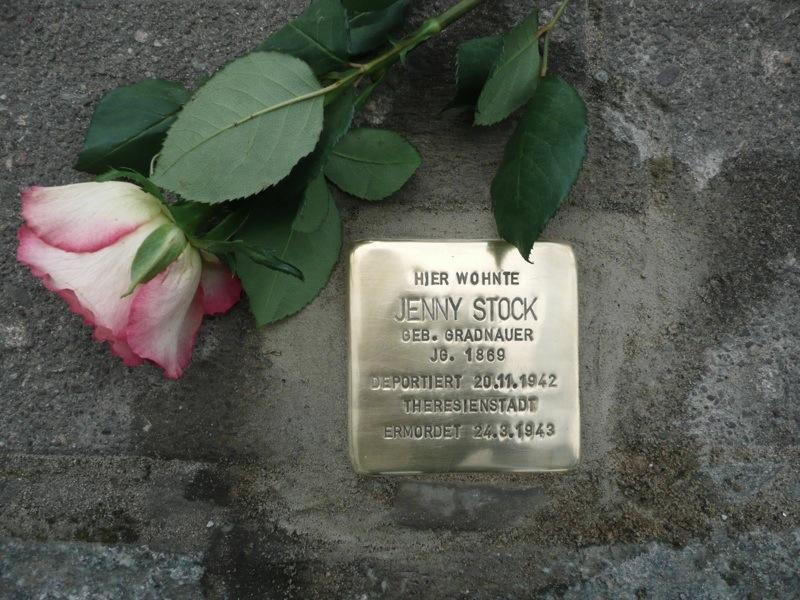 HIER WOHNTE
JENNY STOCK
GEB. GRADNAUER
JG. 1869
DEPORTIERT 20.11.1942
THERESIENSTADT
ERMORDET 24.3.1943